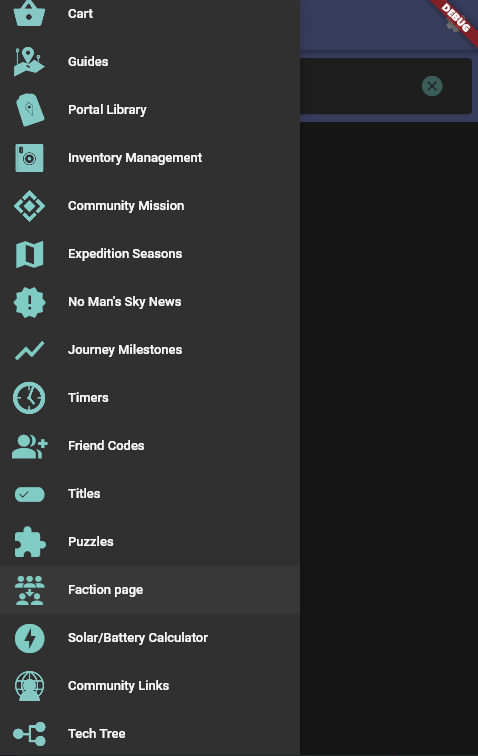 DEBUG
Cart
Guides
Portal Library
Inventory Management
Community Mission
Expedition Seasons
No Man's Sky News
Journey Milestones
Timers
Friend Codes
Titles
Puzzles
Faction page
Solar/Battery Calculator
Community Links
Tech Tree